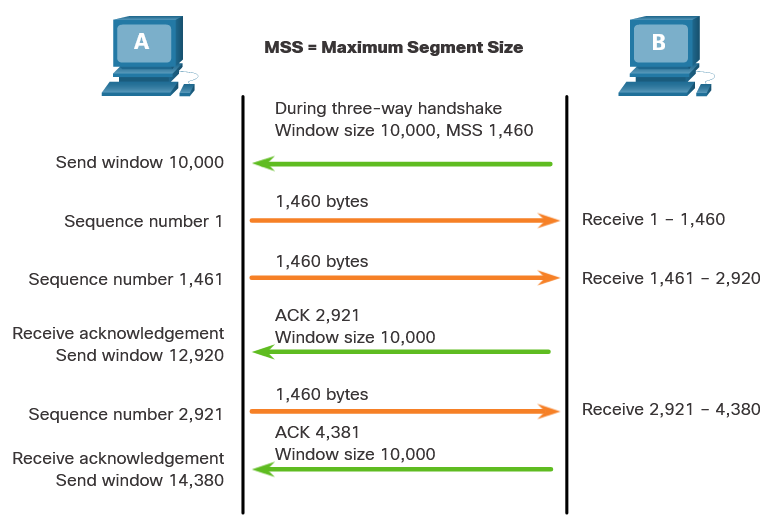 A
B
MSS = Maximum Segment Size
During three-way handshake
Window size 10,000, MSS 1,460
Send window 10,000
1,460 bytes
Sequence number 1
Receive 1 – 1,460
1,460 bytes
Sequence number 1,461
Receive 1,461 – 2,920
ACK 2,921
Window size 10,000
Receive acknowledgement
Send window 12,920
1,460 bytes
Sequence number 2,921
Receive 2,921 – 4,380
ACK 4,381
Window size 10,000
Receive acknowledgement
Send window 14,380